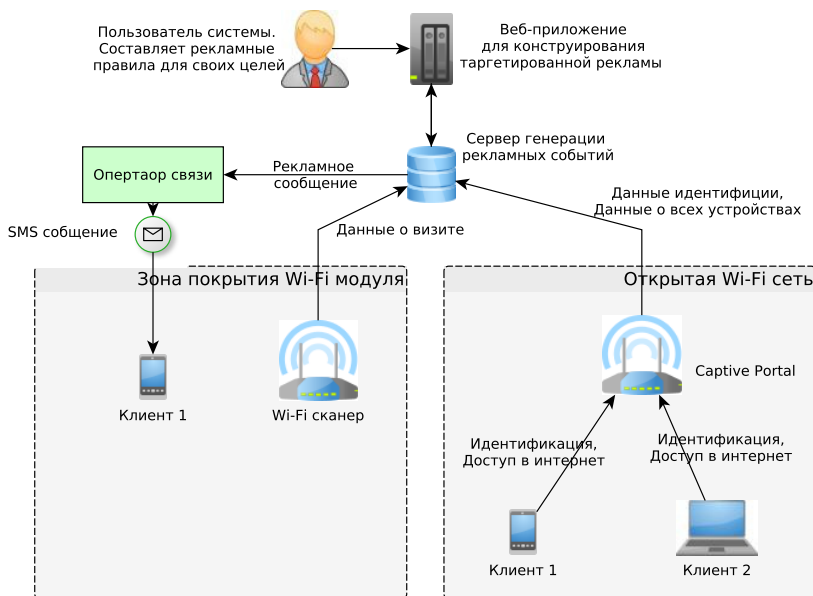 Пользователь системы.
Составляет рекламные
правила для своих целей
Веб-приложение
для конструирования
таргетированной рекламы
Сервер генерации
рекламных событий
Опертаор связи
Рекламное
сообщение
Данные идентифиции,
Данные о всех устройствах
SMS собщение
Данные о визите
Зона покрытия Wi-Fi модуля
Открытая Wi-Fi сеть
Captive Portal
Клиент 1
Wi-Fi сканер
Идентификация,
Доступ в интернет
Идентификация,
Доступ в интернет
Клиент 1
Клиент 2